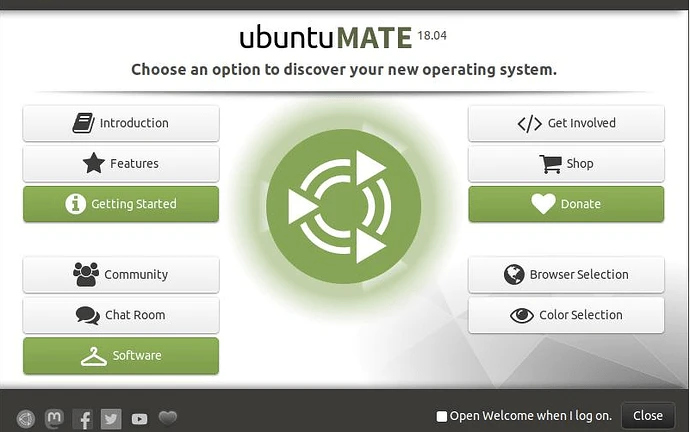 ubuntuMATE 18.04
Choose an option to discover your new operating system.
Introduction
Features
Getting Started
Community
Chat Room
Software
Get Involved
Shop
Donate
Browser Selection
Color Selection
Open Welcome when I log on.
Close